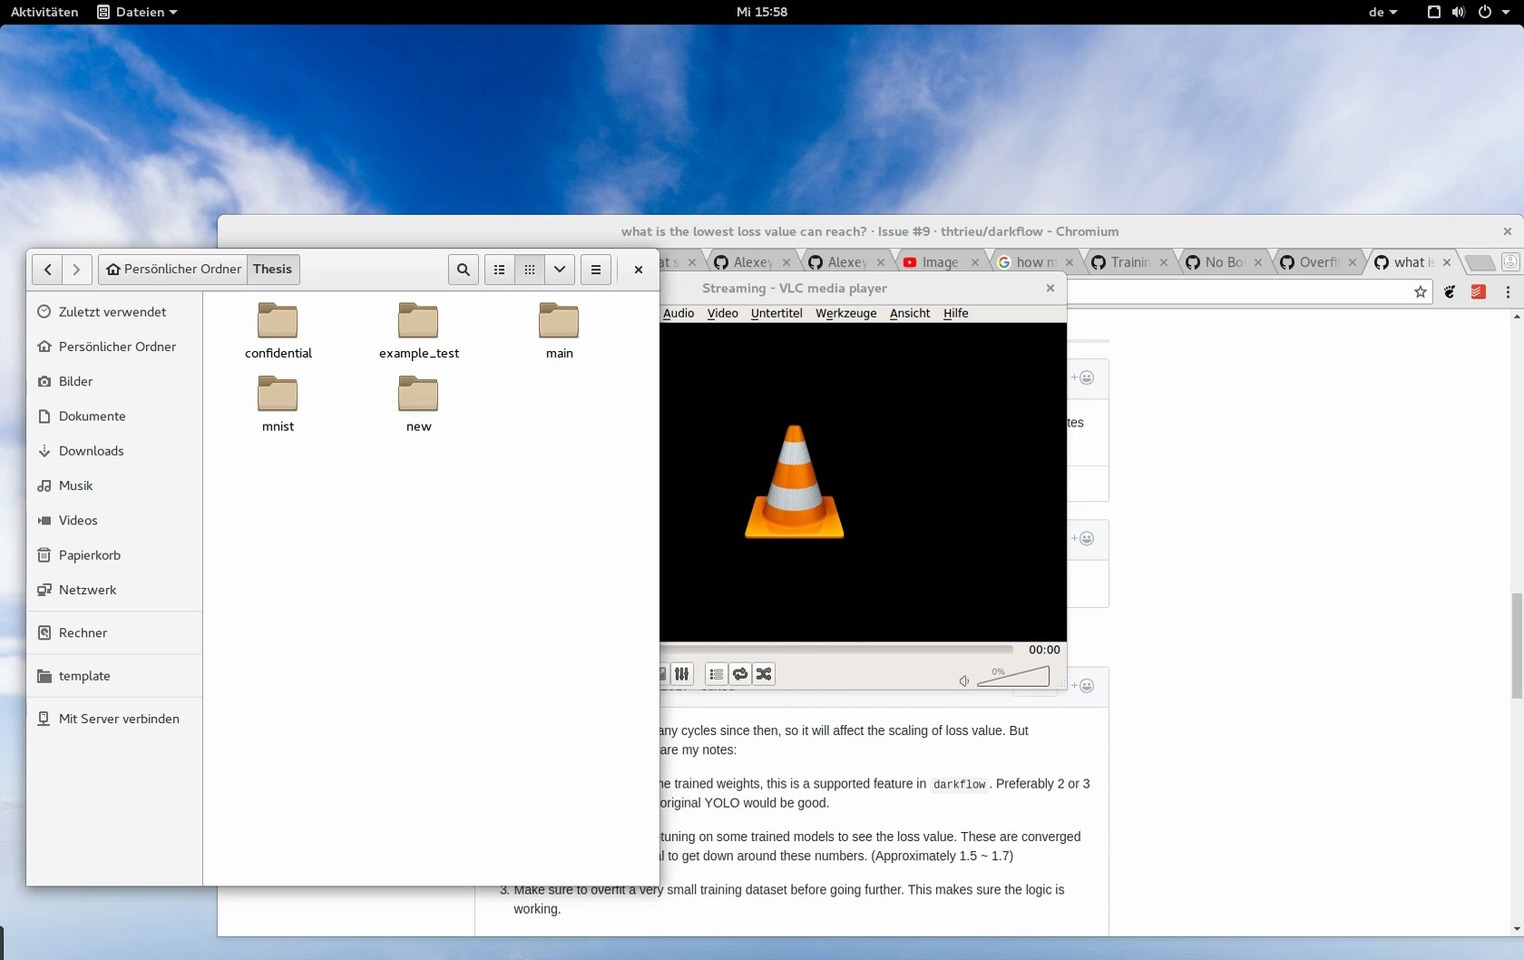 Aktivitäten Dateien Mi 15:58 de
what is the lowest loss value can reach? · Issue #9 · thtrieu/darkflow - Chromium
Alexey Alexey Image how m Trainin No Bo Overfi what is
Persönlicher Ordner Thesis
Zuletzt verwendet
Persönlicher Ordner
Bilder
Dokumente
Downloads
Musik
Videos
Papierkorb
Netzwerk
Rechner
template
Mit Server verbinden
confidential example_test main
mnist new
Streaming - VLC media player
Audio Video Untertitel Werkzeuge Ansicht Hilfe
00:00
0%
tes
any cycles since then, so it will affect the scaling of loss value. But
are my notes:
he trained weights, this is a supported feature in darkflow. Preferably 2 or 3
original YOLO would be good.
-tuning on some trained models to see the loss value. These are converged
al to get down around these numbers. (Approximately 1.5 ~ 1.7)
3. Make sure to overfit a very small training dataset before going further. This makes sure the logic is
working.